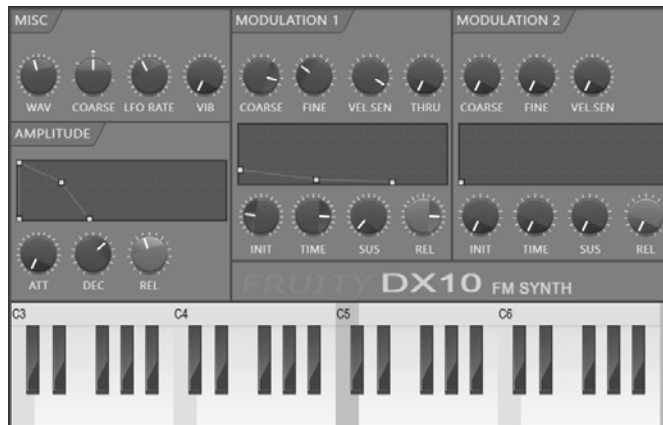 MISC
WAV COARSE LFO RATE VIB
AMPLITUDE
ATT DEC REL
MODULATION 1
COARSE FINE VEL.SEN THRU
INIT TIME SUS REL
MODULATION 2
COARSE FINE VEL.SEN
INIT TIME SUS REL
FRUITY DX10 FM SYNTH
C3 C4 C5 C6